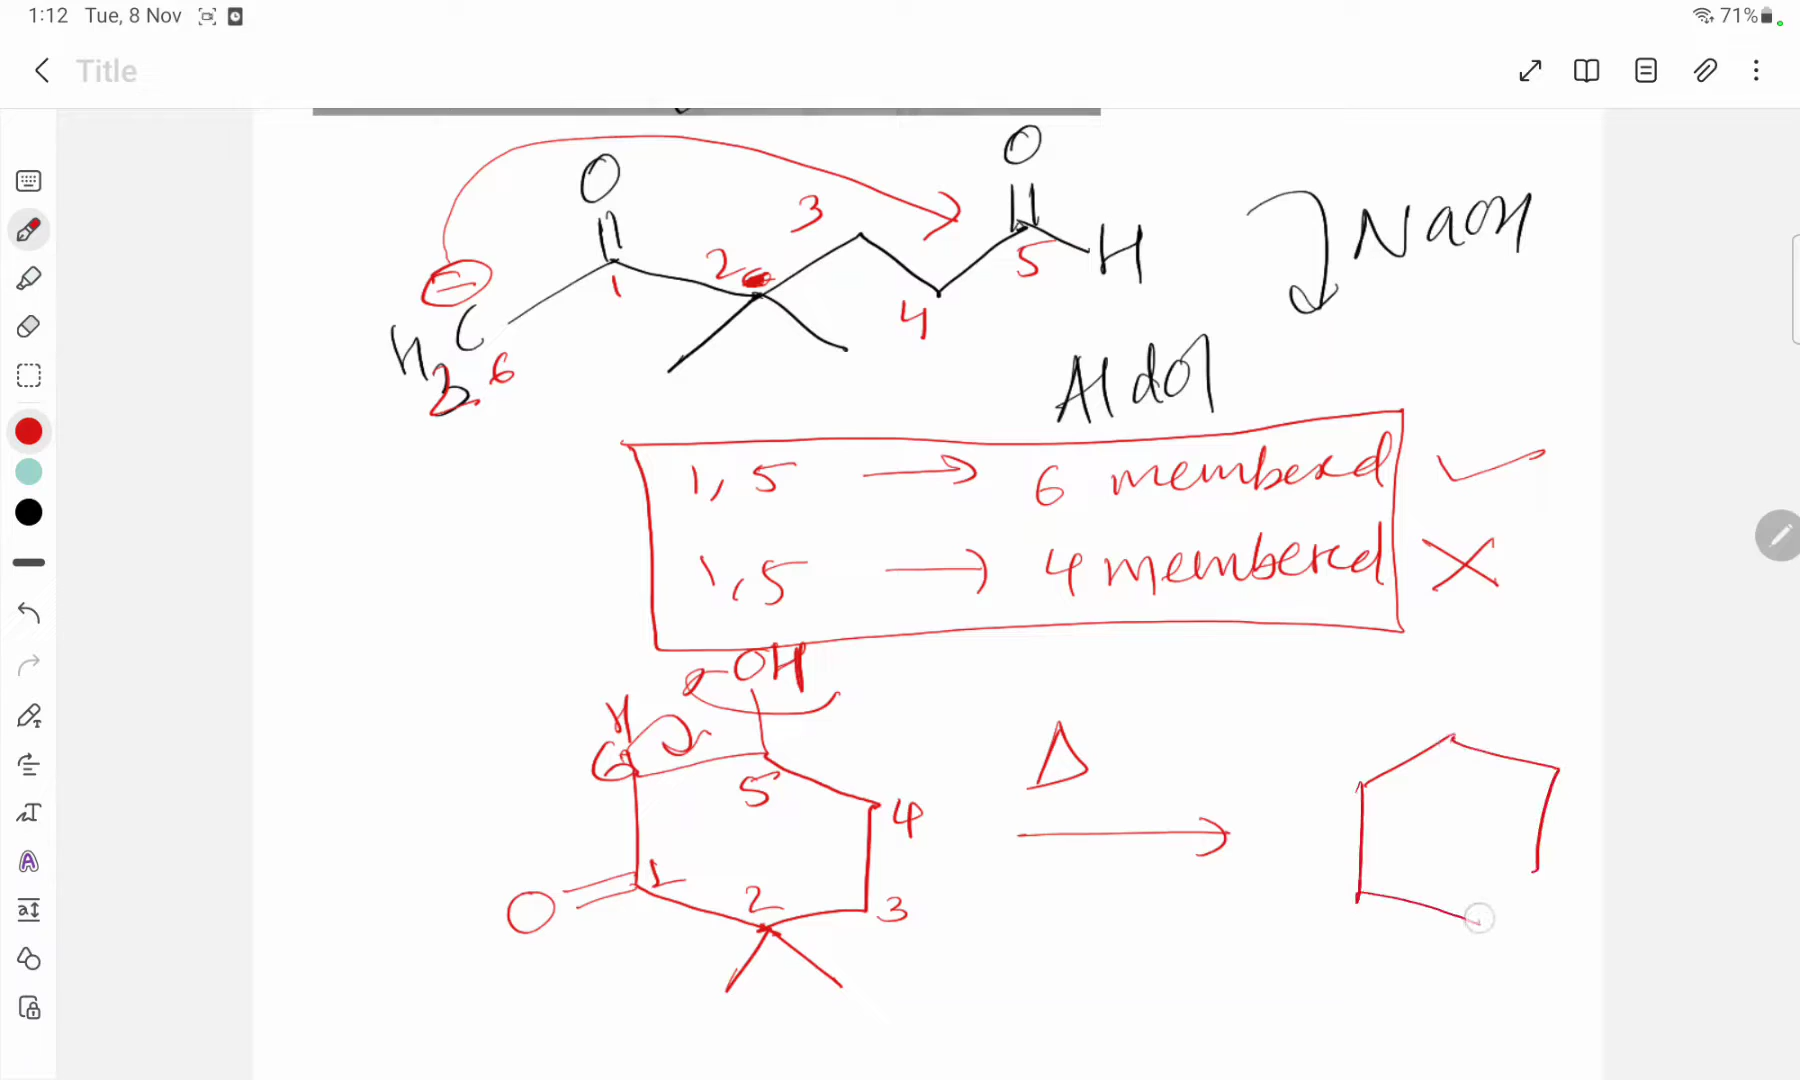 1:12 Tue, 8 Nov 71%
Title
O O
3
2 5 H NaOH
1
4
H3C 6
Aldol
1, 5 → 6 membered ✓
1, 5 → 4 membered ✗
OH
H
6 5 Δ
4
O 1 2 3